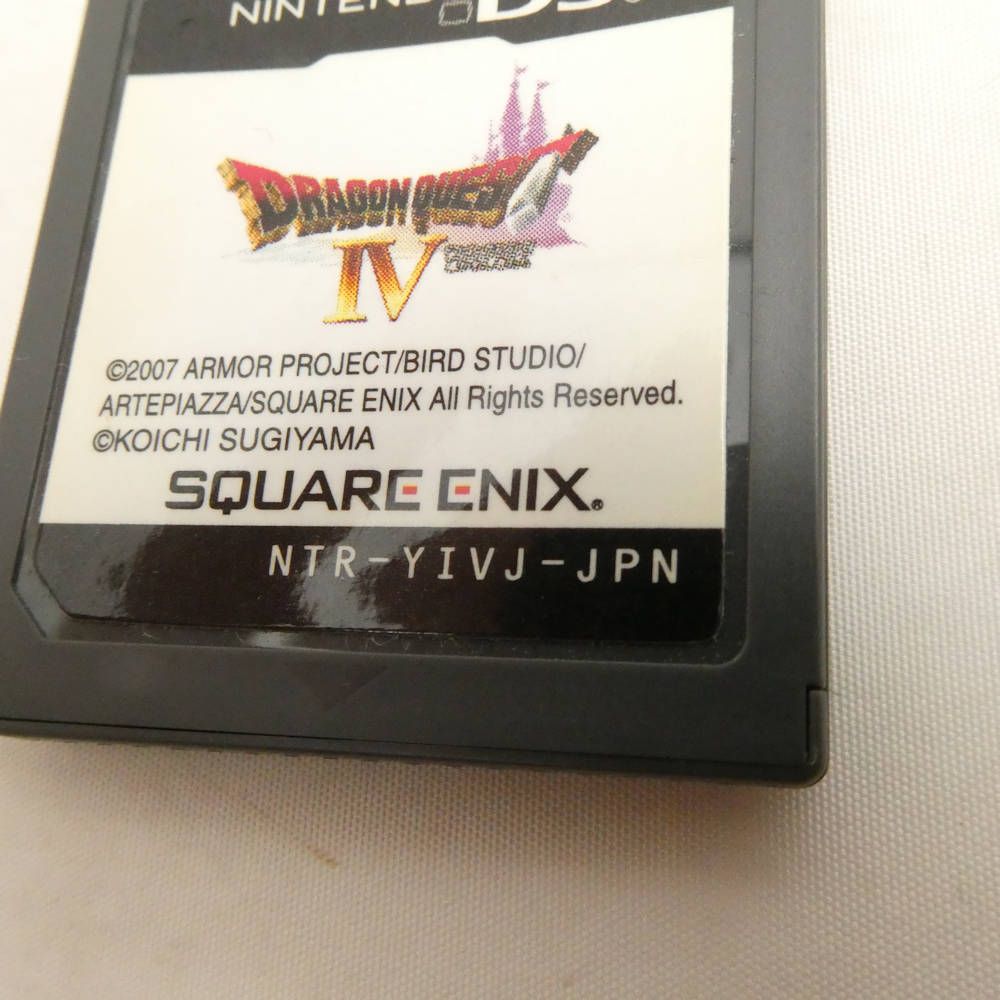 NINTENDO DS
DRAGON QUEST
IV
©2007 ARMOR PROJECT/BIRD STUDIO/
ARTEPIAZZA/SQUARE ENIX All Rights Reserved.
©KOICHI SUGIYAMA
SQUARE ENIX®
NTR-YIVJ-JPN